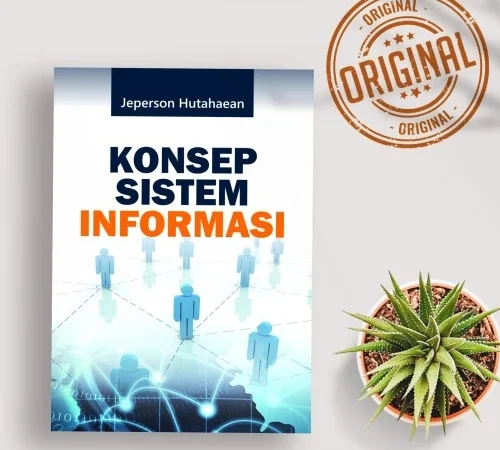 Jeperson Hutahaean
KONSEP
SISTEM
INFORMASI
ORIGINAL
ORIGINAL
ORIGINAL